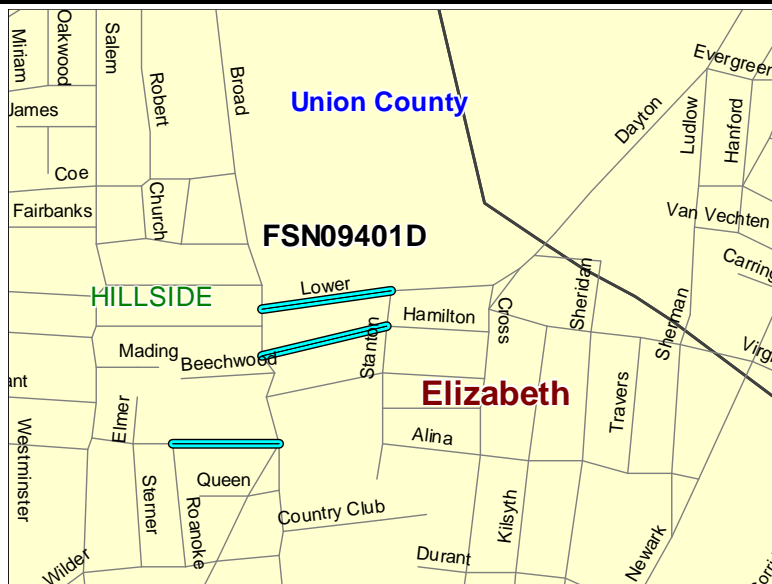 Miriam
Oakwood
Salem
Robert
Broad
Evergreen
Union County
Dayton
Ludlow
Hanford
James
Coe
Church
Fairbanks
Van Vechten
FSN09401D
Carring
HILLSIDE
Lower
Hamilton
Cross
Sheridan
Sherman
Virg
Mading
Beechwood
Stanton
ant
Elizabeth
Travers
Elmer
Westminster
Alina
Queen
Sterner
Roanoke
Country Club
Kilsyth
Newark
Wilder
Durant